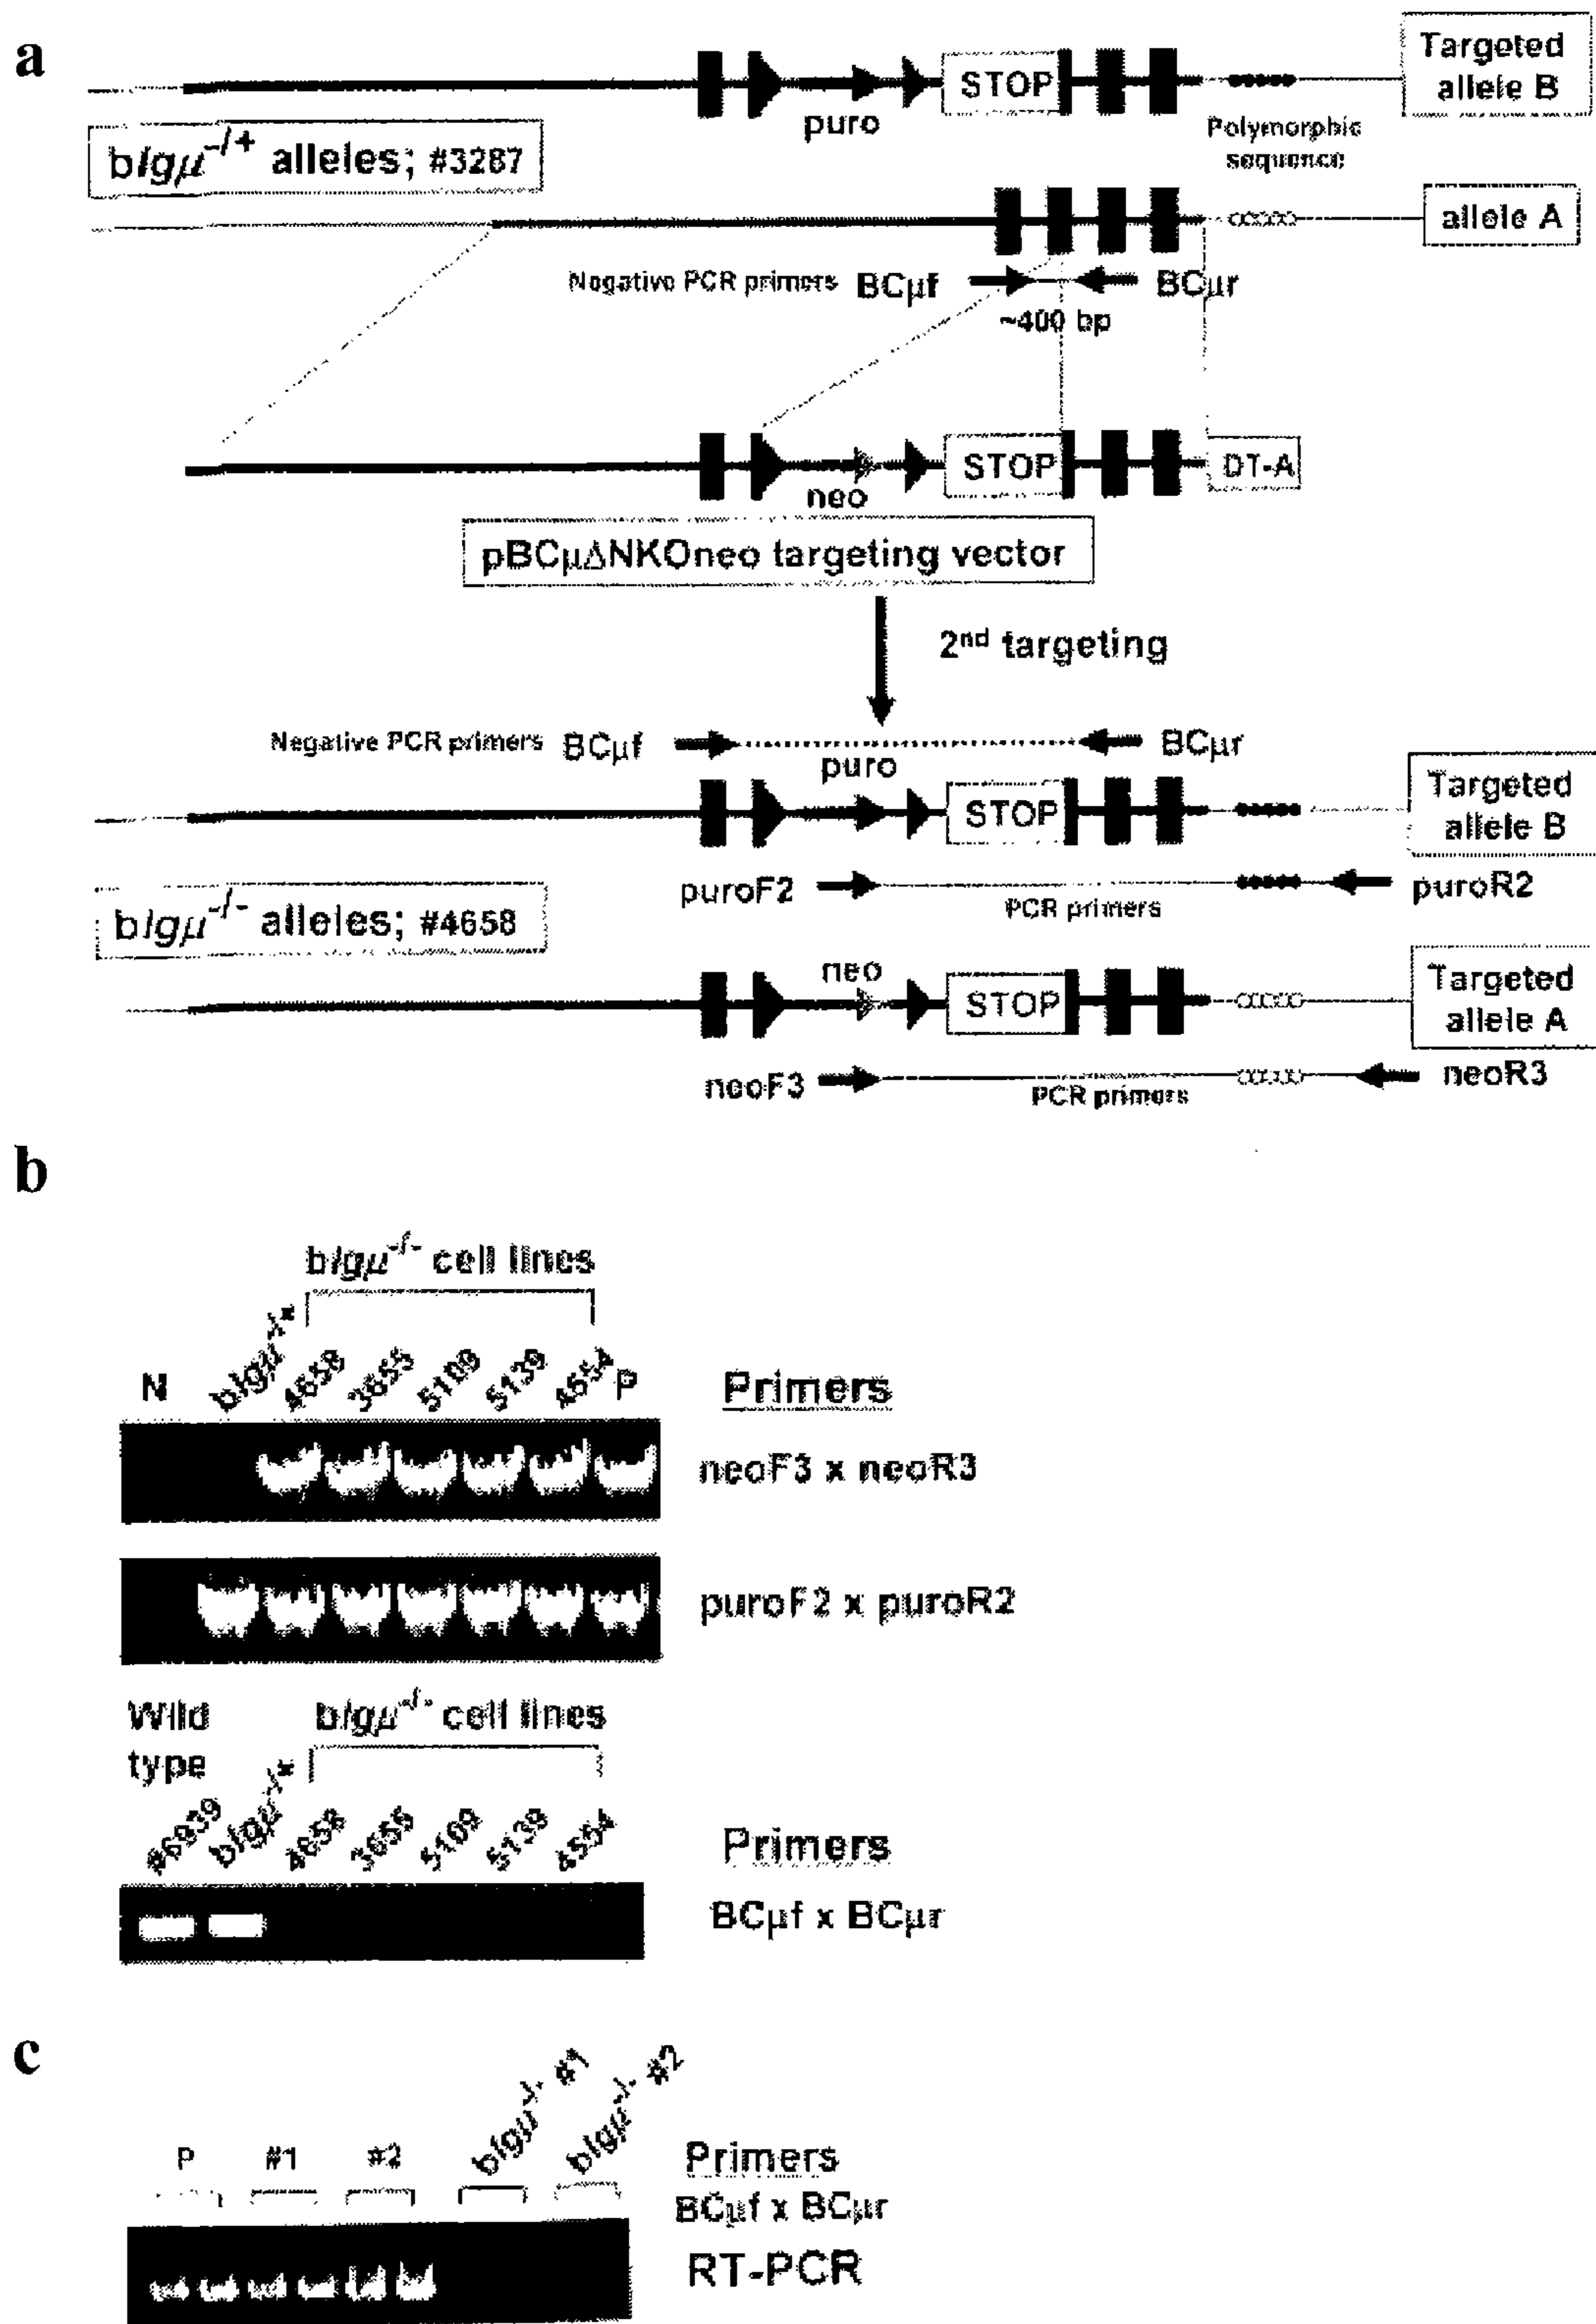 a
Targeted
allele B
STOP
puro
Polymorphic
sequence
bIgμ-/+ alleles; #3287
allele A
Negative PCR primers BCμf
BCμr
~400 bp
STOP
DT-A
neo
pBCμΔNKOneo targeting vector
2nd targeting
Negative PCR primers BCμf
BCμr
puro
Targeted
allele B
STOP
puroF2
PCR primers
puroR2
bIgμ-/- alleles; #4658
neo
Targeted
allele A
STOP
neoF3
PCR primers
neoR3
b
bIgμ-/- cell lines
N bIgμ-/+ 4658 3655 5109 5139 4554 P Primers
neoF3 x neoR3
puroF2 x puroR2
Wild
type
bIgμ-/- cell lines
#6939 bIgμ-/+ 4658 3655 5109 5139 4554 Primers
BCμf x BCμr
c
P #1 #2 bIgμ-/- #1 bIgμ-/- #2 Primers
BCμf x BCμr
RT-PCR